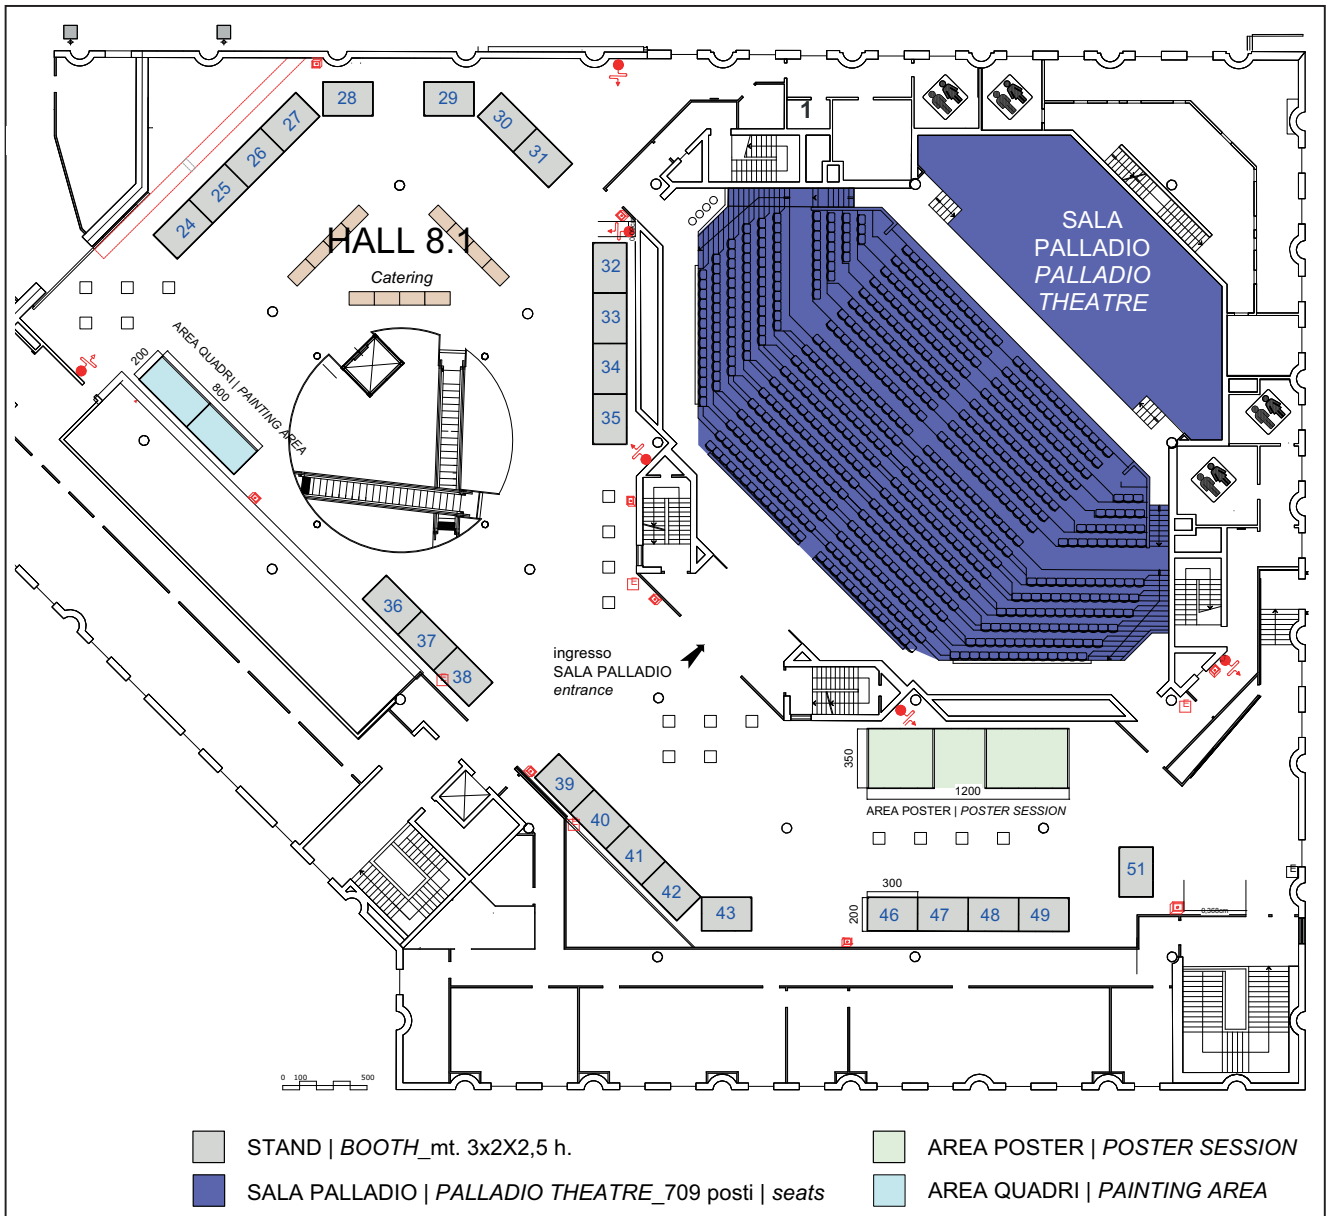 28
29
27
30
26
31
25
24
1
SALA
PALLADIO
PALLADIO
THEATRE
HALL 8.1
Catering
32
33
34
35
AREA QUADRI | PAINTING AREA
200
800
36
37
38
ingresso
SALA PALLADIO
entrance
39
40
41
42
43
350
1200
AREA POSTER | POSTER SESSION
300
200
46
47
48
49
51
0 100 500
STAND | BOOTH_mt. 3x2X2,5 h.
SALA PALLADIO | PALLADIO THEATRE_709 posti | seats
AREA POSTER | POSTER SESSION
AREA QUADRI | PAINTING AREA